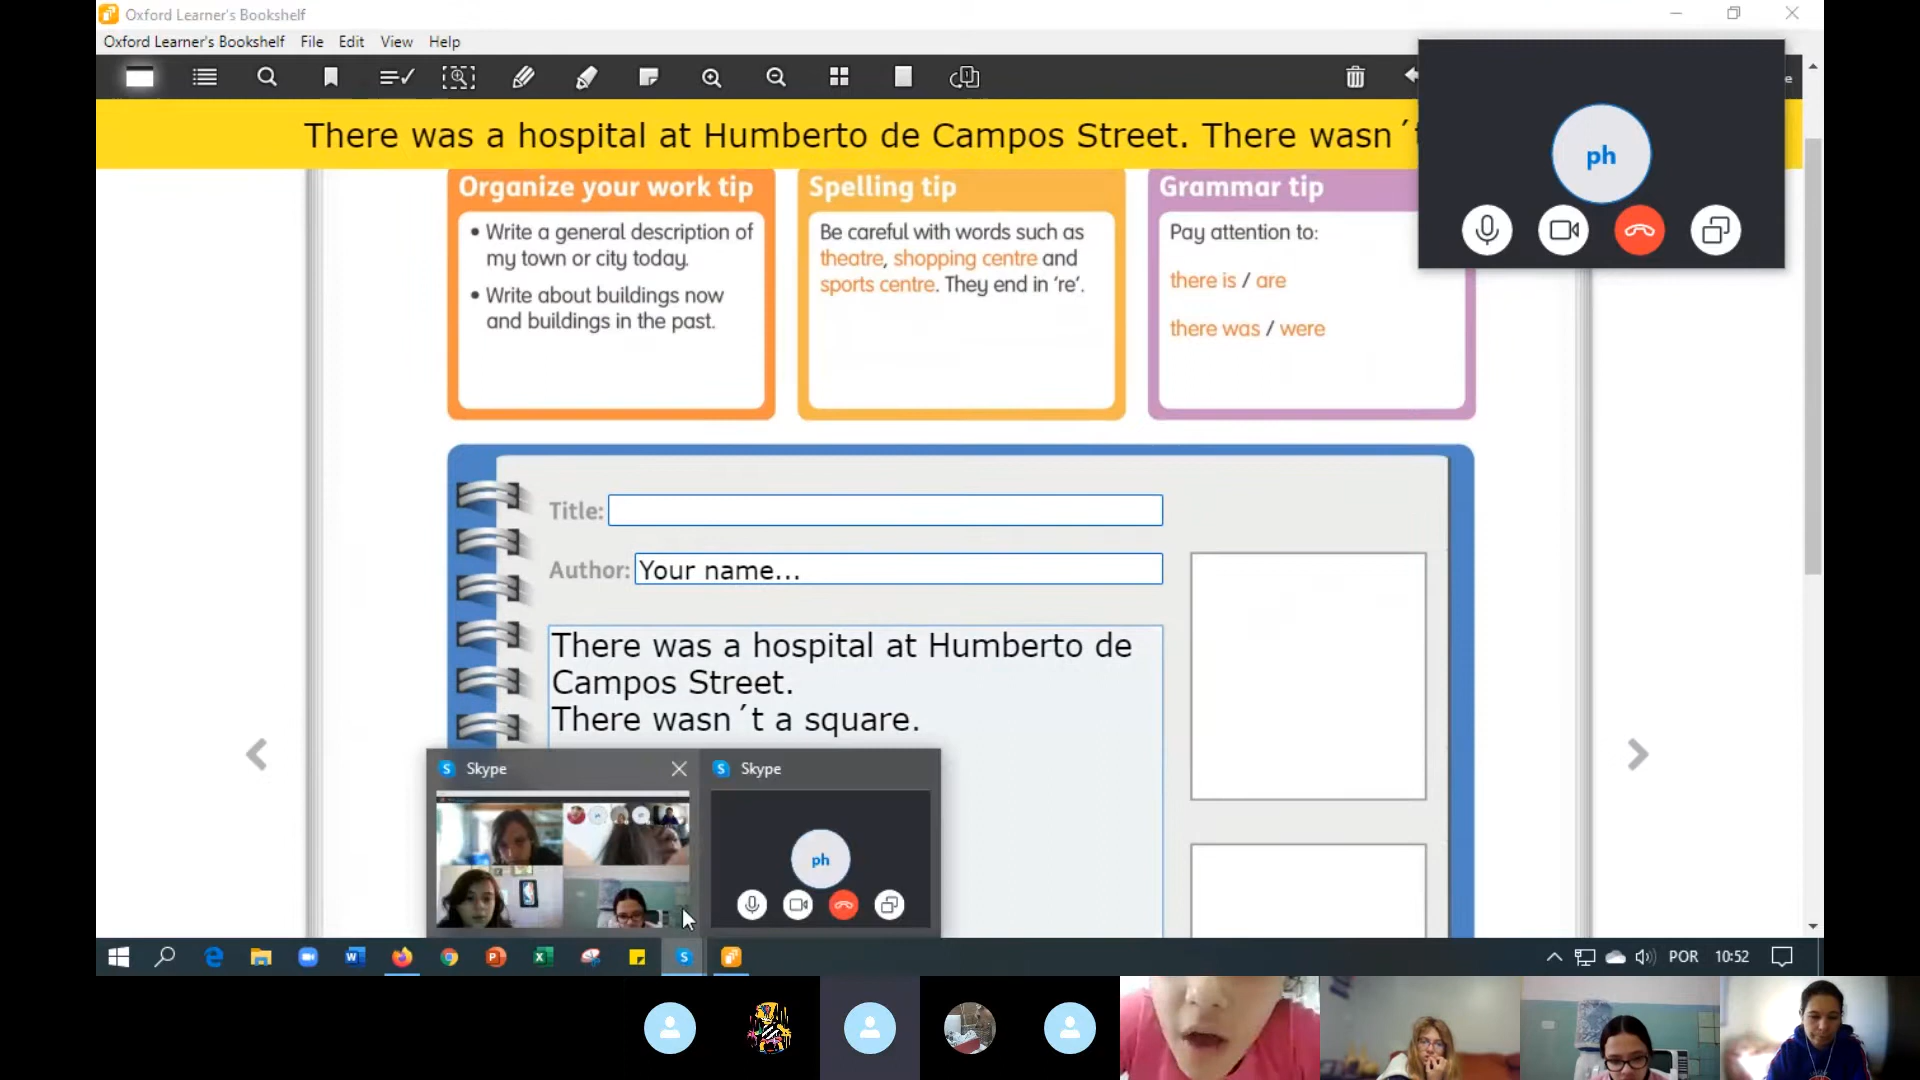 Oxford Learner's Bookshelf
Oxford Learner's Bookshelf File Edit View Help
e
There was a hospital at Humberto de Campos Street. There wasn´t
ph
Organize your work tip
• Write a general description of
my town or city today.
• Write about buildings now
and buildings in the past.
Spelling tip
Be careful with words such as
theatre, shopping centre and
sports centre. They end in ‘re’.
Grammar tip
Pay attention to:
there is / are
there was / were
Title:
Author: Your name...
There was a hospital at Humberto de
Campos Street.
There wasn´t a square.
Skype
Skype
ph
POR 10:52